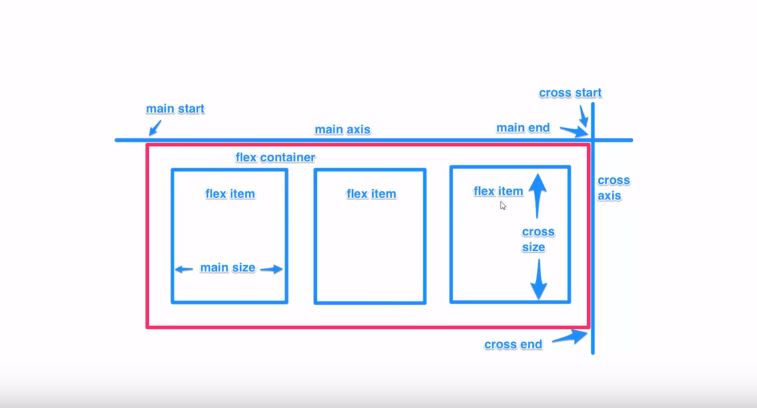 cross start
main start
main end
main axis
flex container
cross
axis
flex item
flex item
flex item
cross
size
main size
cross end